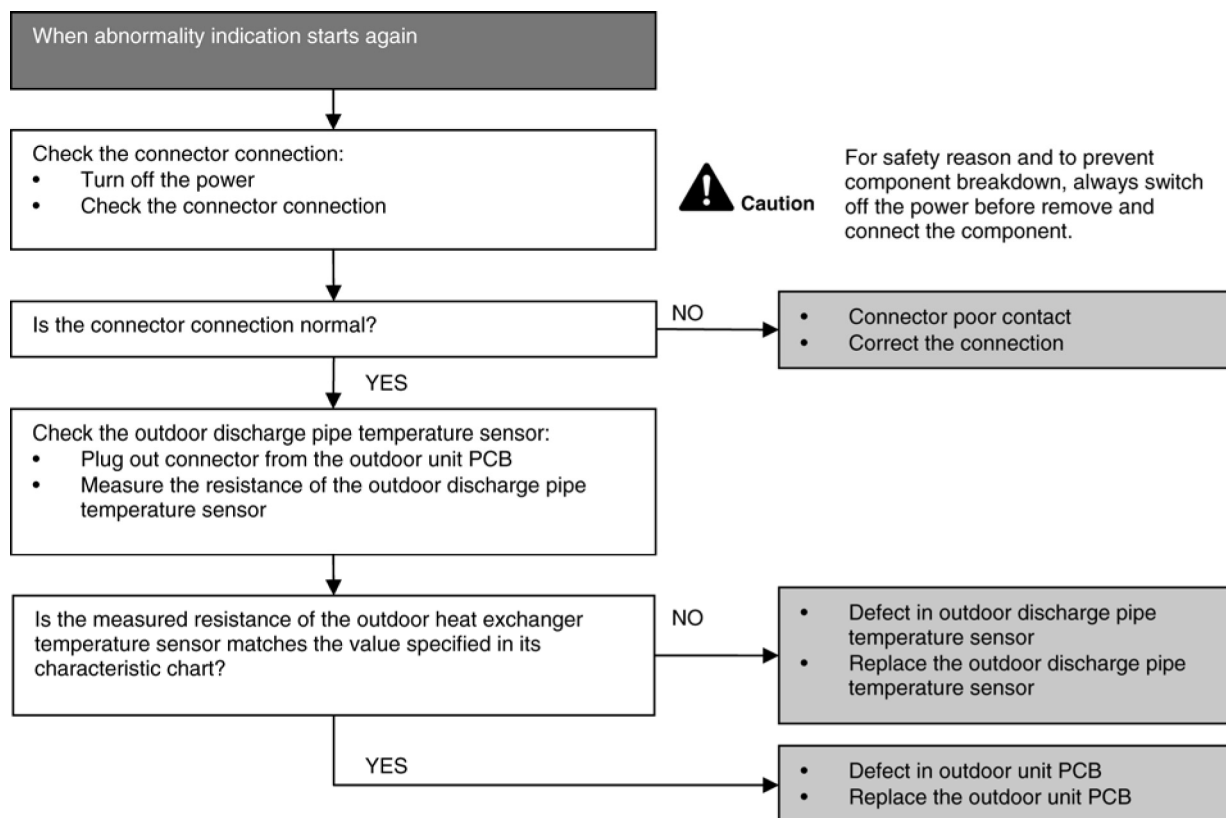 When abnormality indication starts again
Check the connector connection:
• Turn off the power
• Check the connector connection
Caution
For safety reason and to prevent
component breakdown, always switch
off the power before remove and
connect the component.
Is the connector connection normal?
NO
• Connector poor contact
• Correct the connection
YES
Check the outdoor discharge pipe temperature sensor:
• Plug out connector from the outdoor unit PCB
• Measure the resistance of the outdoor discharge pipe
temperature sensor
Is the measured resistance of the outdoor heat exchanger
temperature sensor matches the value specified in its
characteristic chart?
NO
• Defect in outdoor discharge pipe
temperature sensor
• Replace the outdoor discharge pipe
temperature sensor
YES
• Defect in outdoor unit PCB
• Replace the outdoor unit PCB